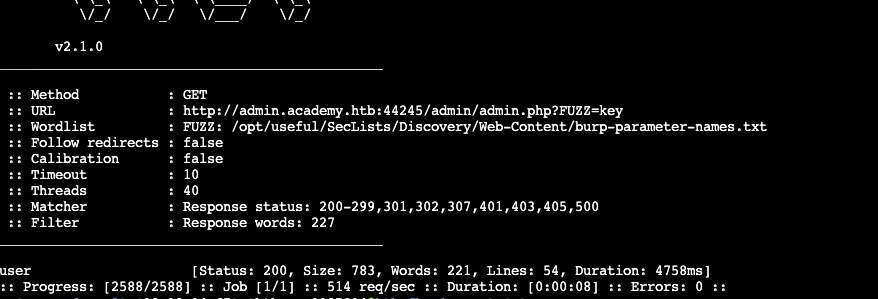 v2.1.0
:: Method : GET
:: URL : http://admin.academy.htb:44245/admin/admin.php?FUZZ=key
:: Wordlist : FUZZ: /opt/useful/SecLists/Discovery/Web-Content/burp-parameter-names.txt
:: Follow redirects : false
:: Calibration : false
:: Timeout : 10
:: Threads : 40
:: Matcher : Response status: 200-299,301,302,307,401,403,405,500
:: Filter : Response words: 227
user [Status: 200, Size: 783, Words: 221, Lines: 54, Duration: 4758ms]
:: Progress: [2588/2588] :: Job [1/1] :: 514 req/sec :: Duration: [0:00:08] :: Errors: 0 ::